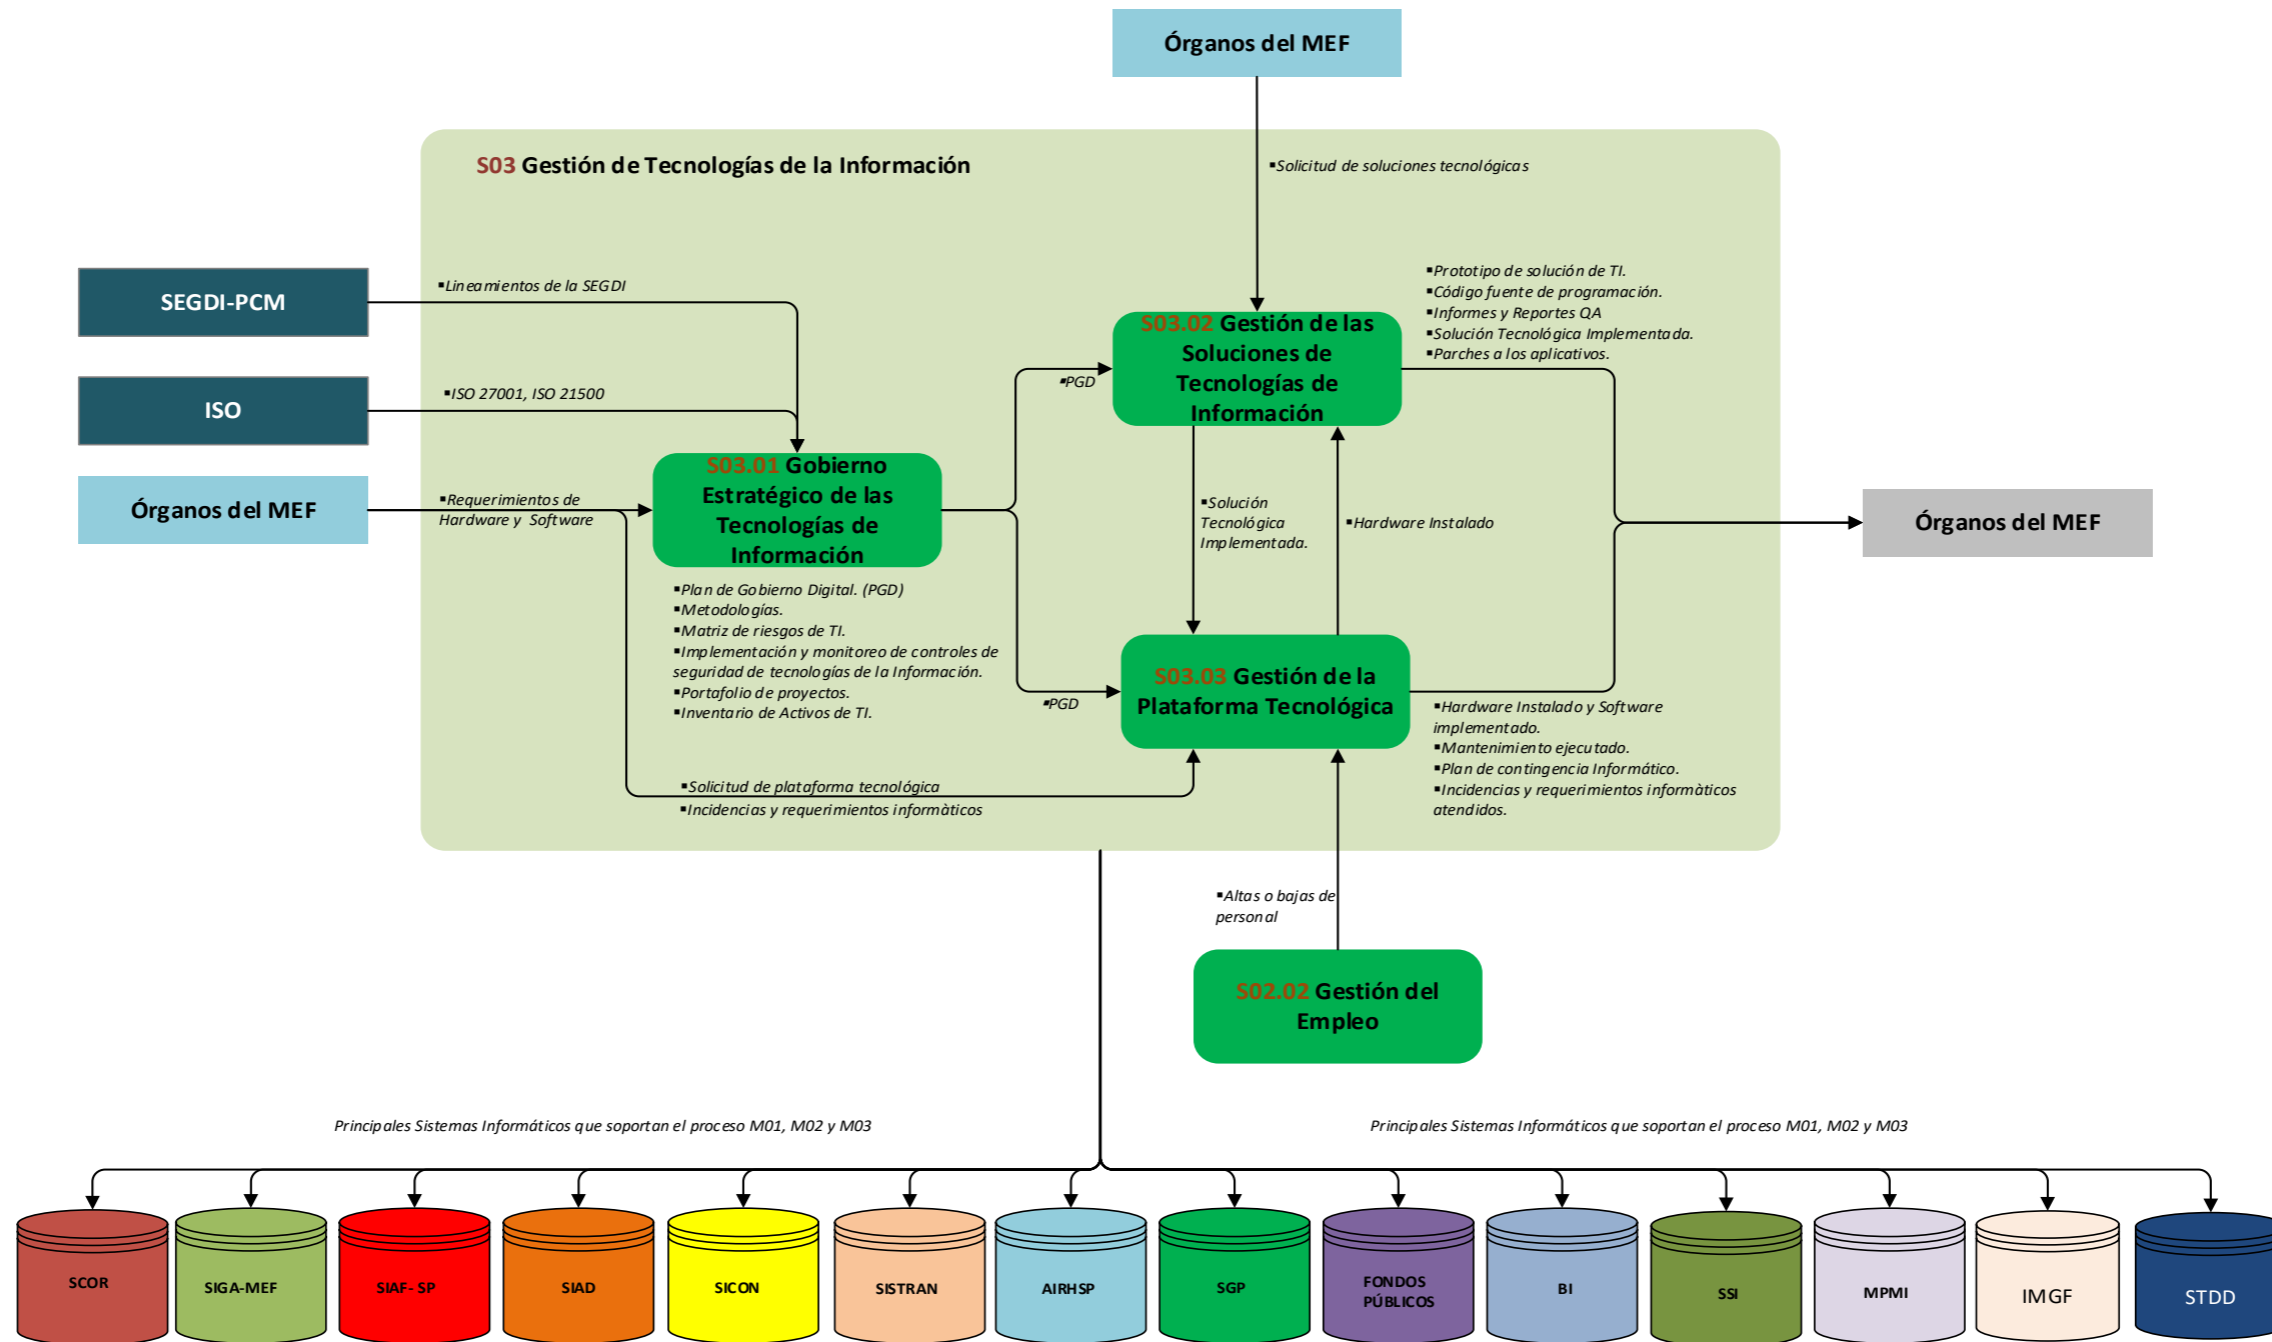 Órganos del MEF
S03 Gestión de Tecnologías de la Información
▪Solicitud de soluciones tecnológicas
SEGDI-PCM
▪Lineamientos de la SEGDI
▪Prototipo de solución de TI.
▪Código fuente de programación.
▪Informes y Reportes QA
▪Solución Tecnológica Implementada.
▪Parches a los aplicativos.
S03.02 Gestión de las
Soluciones de
Tecnologías de
Información
▪PGD
ISO
▪ISO 27001, ISO 21500
Órganos del MEF
▪Requerimientos de
Hardware y Software
S03.01 Gobierno
Estratégico de las
Tecnologías de
Información
▪Solución
Tecnológica
Implementada.
▪Hardware Instalado
Órganos del MEF
▪Plan de Gobierno Digital. (PGD)
▪Metodologías.
▪Matriz de riesgos de TI.
▪Implementación y monitoreo de controles de
seguridad de tecnologías de la Información.
▪Portafolio de proyectos.
▪Inventario de Activos de TI.
▪PGD
S03.03 Gestión de la
Plataforma Tecnológica
▪Hardware Instalado y Software
implementado.
▪Mantenimiento ejecutado.
▪Plan de contingencia Informático.
▪Incidencias y requerimientos informàticos
atendidos.
▪Solicitud de plataforma tecnológica
▪Incidencias y requerimientos informàticos
▪Altas o bajas de
personal
S02.02 Gestión del
Empleo
Principales Sistemas Informáticos que soportan el proceso M01, M02 y M03
Principales Sistemas Informáticos que soportan el proceso M01, M02 y M03
SCOR
SIGA-MEF
SIAF- SP
SIAD
SICON
SISTRAN
AIRHSP
SGP
FONDOS
PÚBLICOS
BI
SSI
MPMI
IMGF
STDD